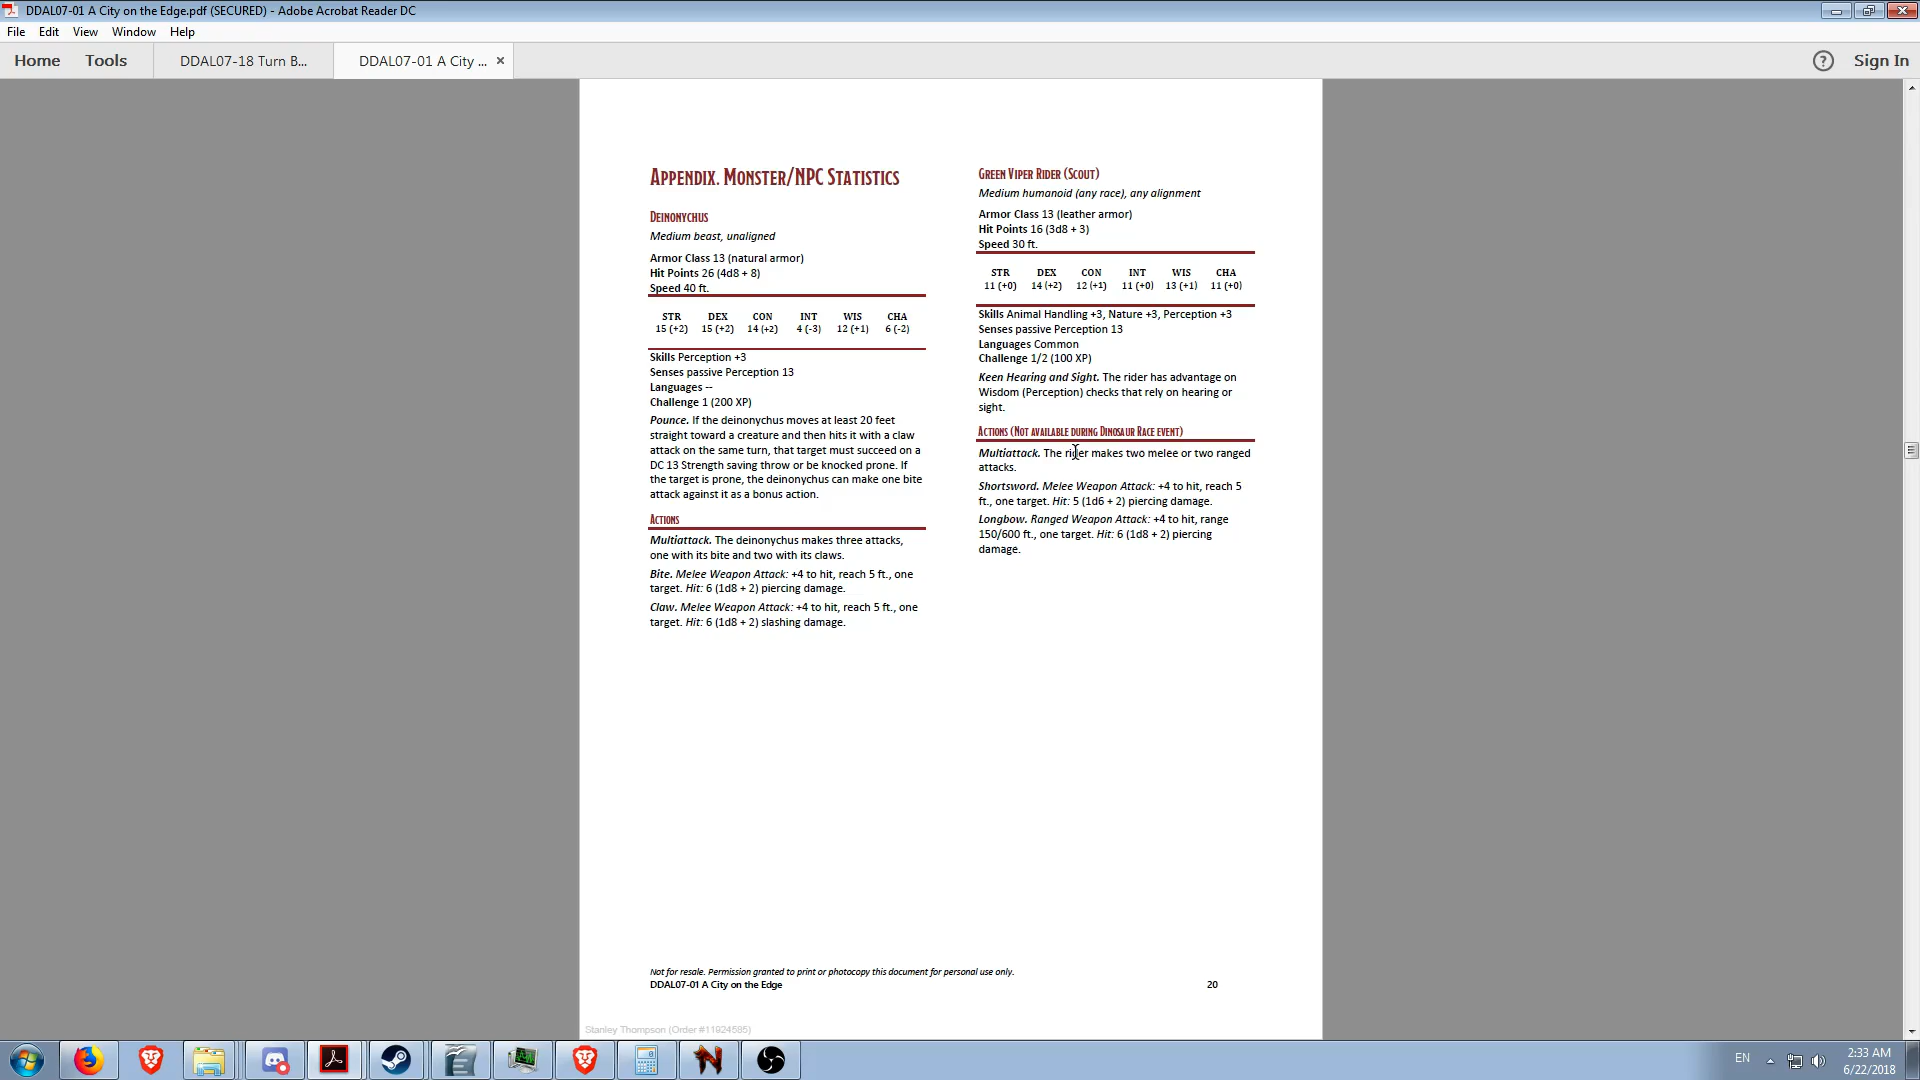 DDAL07-01 A City on the Edge.pdf (SECURED) - Adobe Acrobat Reader DC
File Edit View Window Help
Home Tools DDAL07-18 Turn B... DDAL07-01 A City ... × ? Sign In
Appendix. Monster/NPC Statistics
Deinonychus
Medium beast, unaligned
Armor Class 13 (natural armor)
Hit Points 26 (4d8 + 8)
Speed 40 ft.
STR DEX CON INT WIS CHA
15 (+2) 15 (+2) 14 (+2) 4 (-3) 12 (+1) 6 (-2)
Skills Perception +3
Senses passive Perception 13
Languages --
Challenge 1 (200 XP)
Pounce. If the deinonychus moves at least 20 feet
straight toward a creature and then hits it with a claw
attack on the same turn, that target must succeed on a
DC 13 Strength saving throw or be knocked prone. If
the target is prone, the deinonychus can make one bite
attack against it as a bonus action.
Actions
Multiattack. The deinonychus makes three attacks,
one with its bite and two with its claws.
Bite. Melee Weapon Attack: +4 to hit, reach 5 ft., one
target. Hit: 6 (1d8 + 2) piercing damage.
Claw. Melee Weapon Attack: +4 to hit, reach 5 ft., one
target. Hit: 6 (1d8 + 2) slashing damage.
Green Viper Rider (Scout)
Medium humanoid (any race), any alignment
Armor Class 13 (leather armor)
Hit Points 16 (3d8 + 3)
Speed 30 ft.
STR DEX CON INT WIS CHA
11 (+0) 14 (+2) 12 (+1) 11 (+0) 13 (+1) 11 (+0)
Skills Animal Handling +3, Nature +3, Perception +3
Senses passive Perception 13
Languages Common
Challenge 1/2 (100 XP)
Keen Hearing and Sight. The rider has advantage on
Wisdom (Perception) checks that rely on hearing or
sight.
Actions (Not available during Dinosaur Race event)
Multiattack. The rider makes two melee or two ranged
attacks.
Shortsword. Melee Weapon Attack: +4 to hit, reach 5
ft., one target. Hit: 5 (1d6 + 2) piercing damage.
Longbow. Ranged Weapon Attack: +4 to hit, range
150/600 ft., one target. Hit: 6 (1d8 + 2) piercing
damage.
Not for resale. Permission granted to print or photocopy this document for personal use only.
DDAL07-01 A City on the Edge 20
Stanley Thompson (Order #11924585)
EN
2:33 AM
6/22/2018